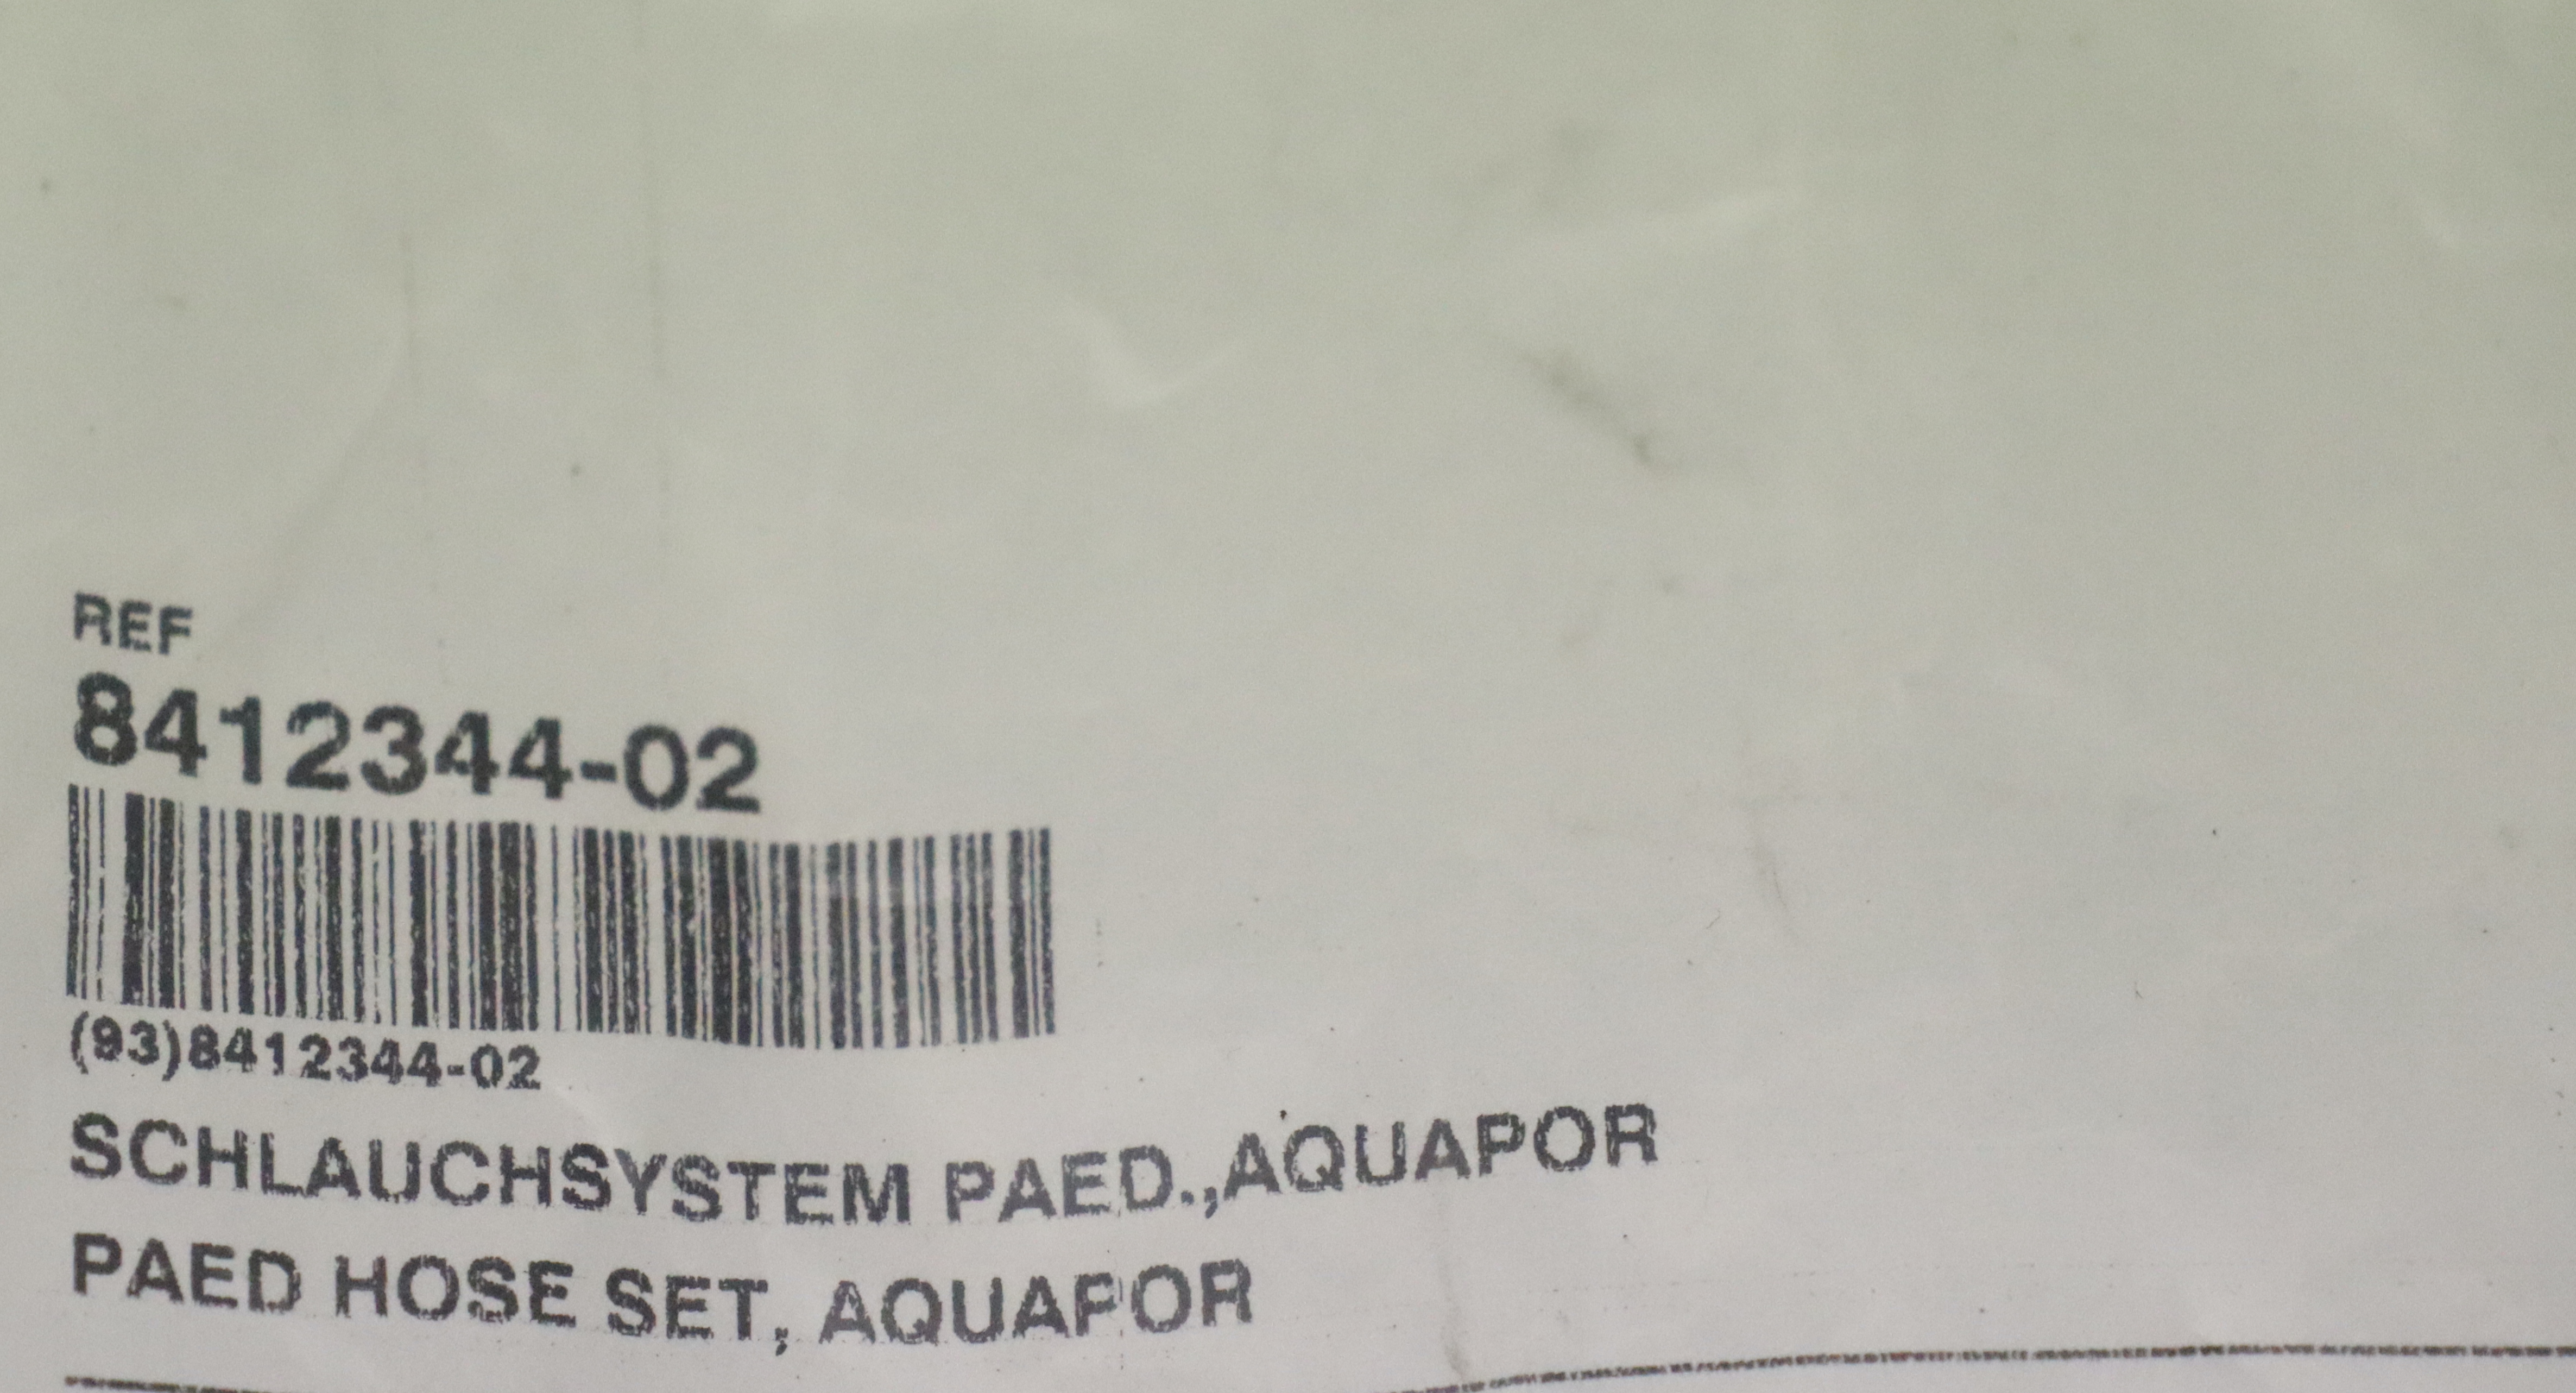 REF
8412344-02
(93)8412344-02
SCHLAUCHSYSTEM PAED.,AQUAPOR
PAED HOSE SET, AQUAPOR